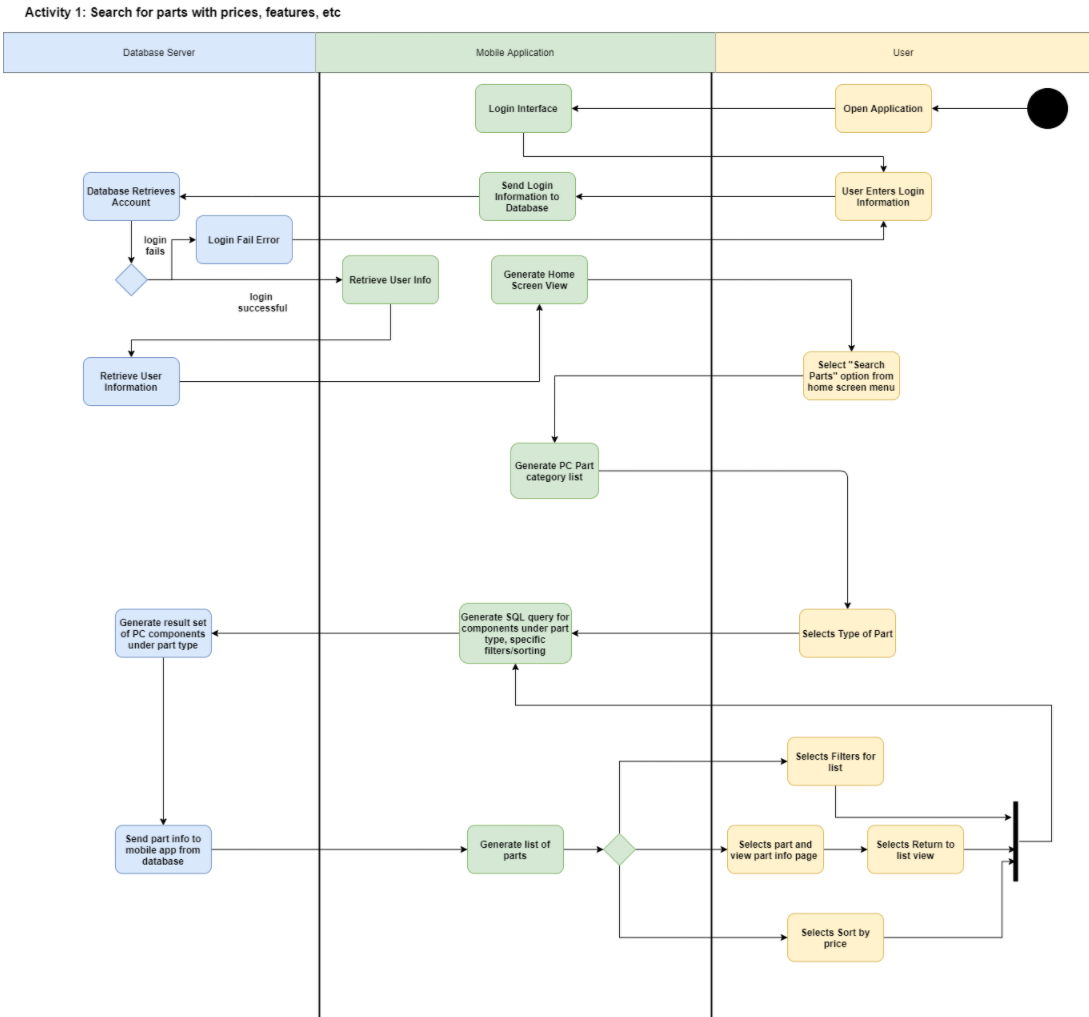 Activity 1: Search for parts with prices, features, etc
Database Server
Mobile Application
User
Login Interface
Open Application
Database Retrieves
Account
Send Login
Information to
Database
User Enters Login
Information
login
fails
Login Fail Error
login
successful
Retrieve User Info
Generate Home
Screen View
Retrieve User
Information
Select "Search
Parts" option from
home screen menu
Generate PC Part
category list
Generate result set
of PC components
under part type
Generate SQL query for
components under part
type, specific
filters/sorting
Selects Type of Part
Selects Filters for
list
Send part info to
mobile app from
database
Generate list of
parts
Selects part and
view part info page
Selects Return to
list view
Selects Sort by
price